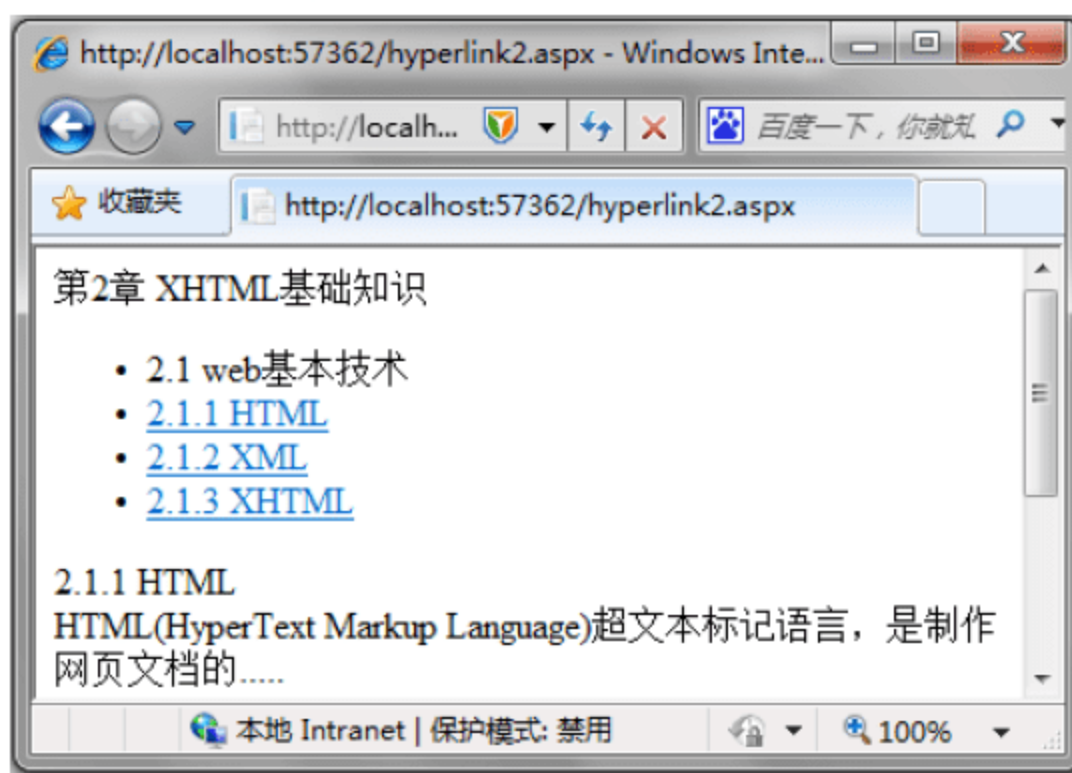 http://localhost:57362/hyperlink2.aspx - Windows Inte...
http://localh...
百度一下，你就知
收藏夹
http://localhost:57362/hyperlink2.aspx
第2章 XHTML基础知识
• 2.1 web基本技术
• 2.1.1 HTML
• 2.1.2 XML
• 2.1.3 XHTML
2.1.1 HTML
HTML(HyperText Markup Language)超文本标记语言，是制作
网页文档的.....
本地 Intranet | 保护模式: 禁用
100%